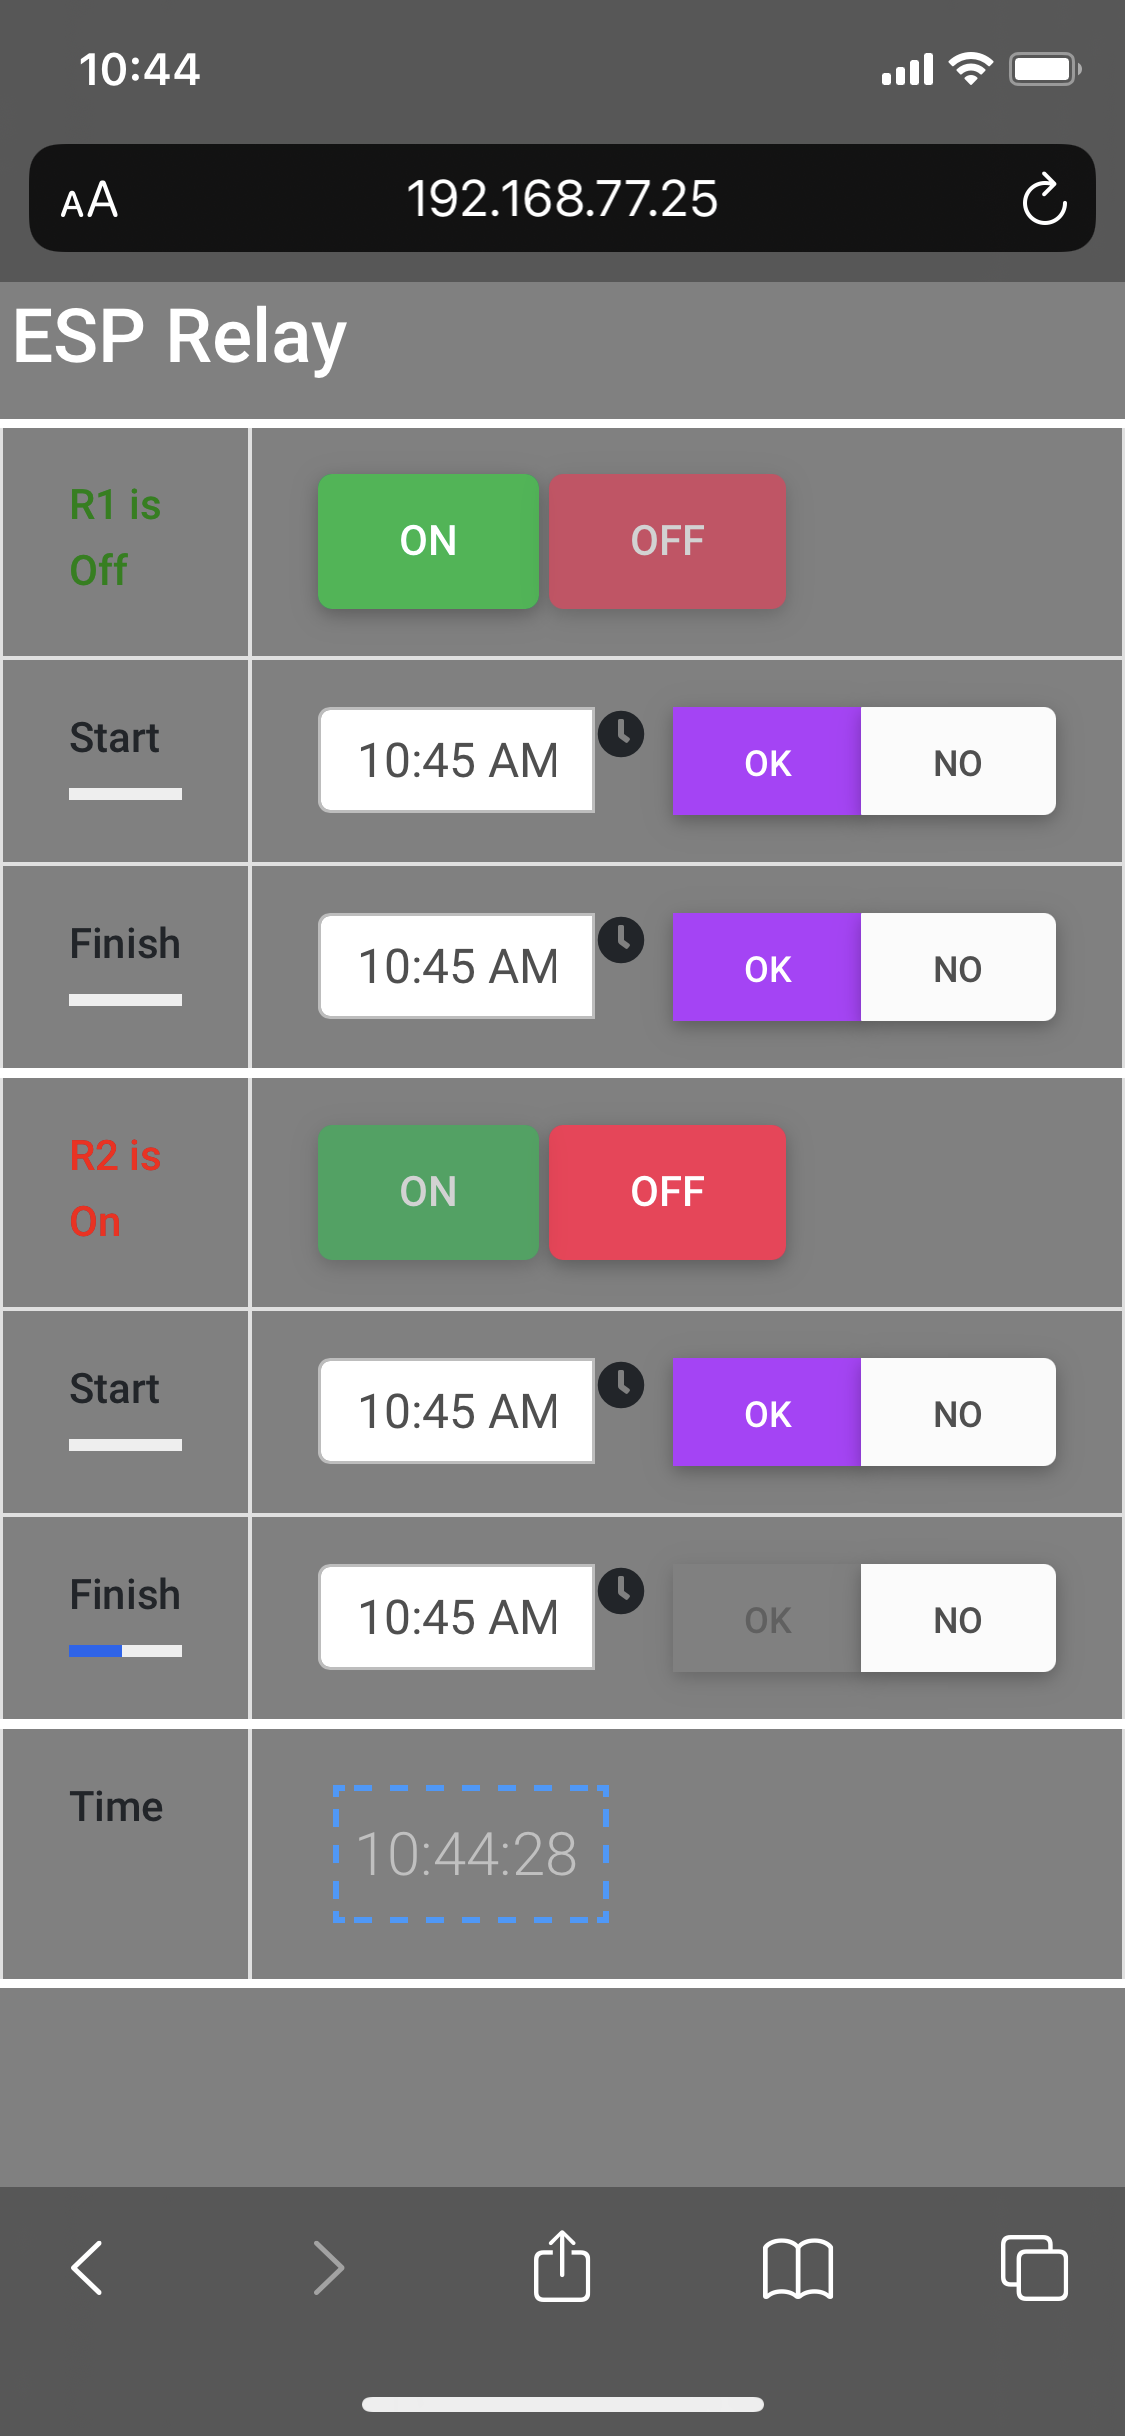 10:44
AA 192.168.77.25
ESP Relay
R1 is
Off
ON OFF
Start 10:45 AM OK NO
Finish 10:45 AM OK NO
R2 is
On
ON OFF
Start 10:45 AM OK NO
Finish 10:45 AM OK NO
Time 10:44:28